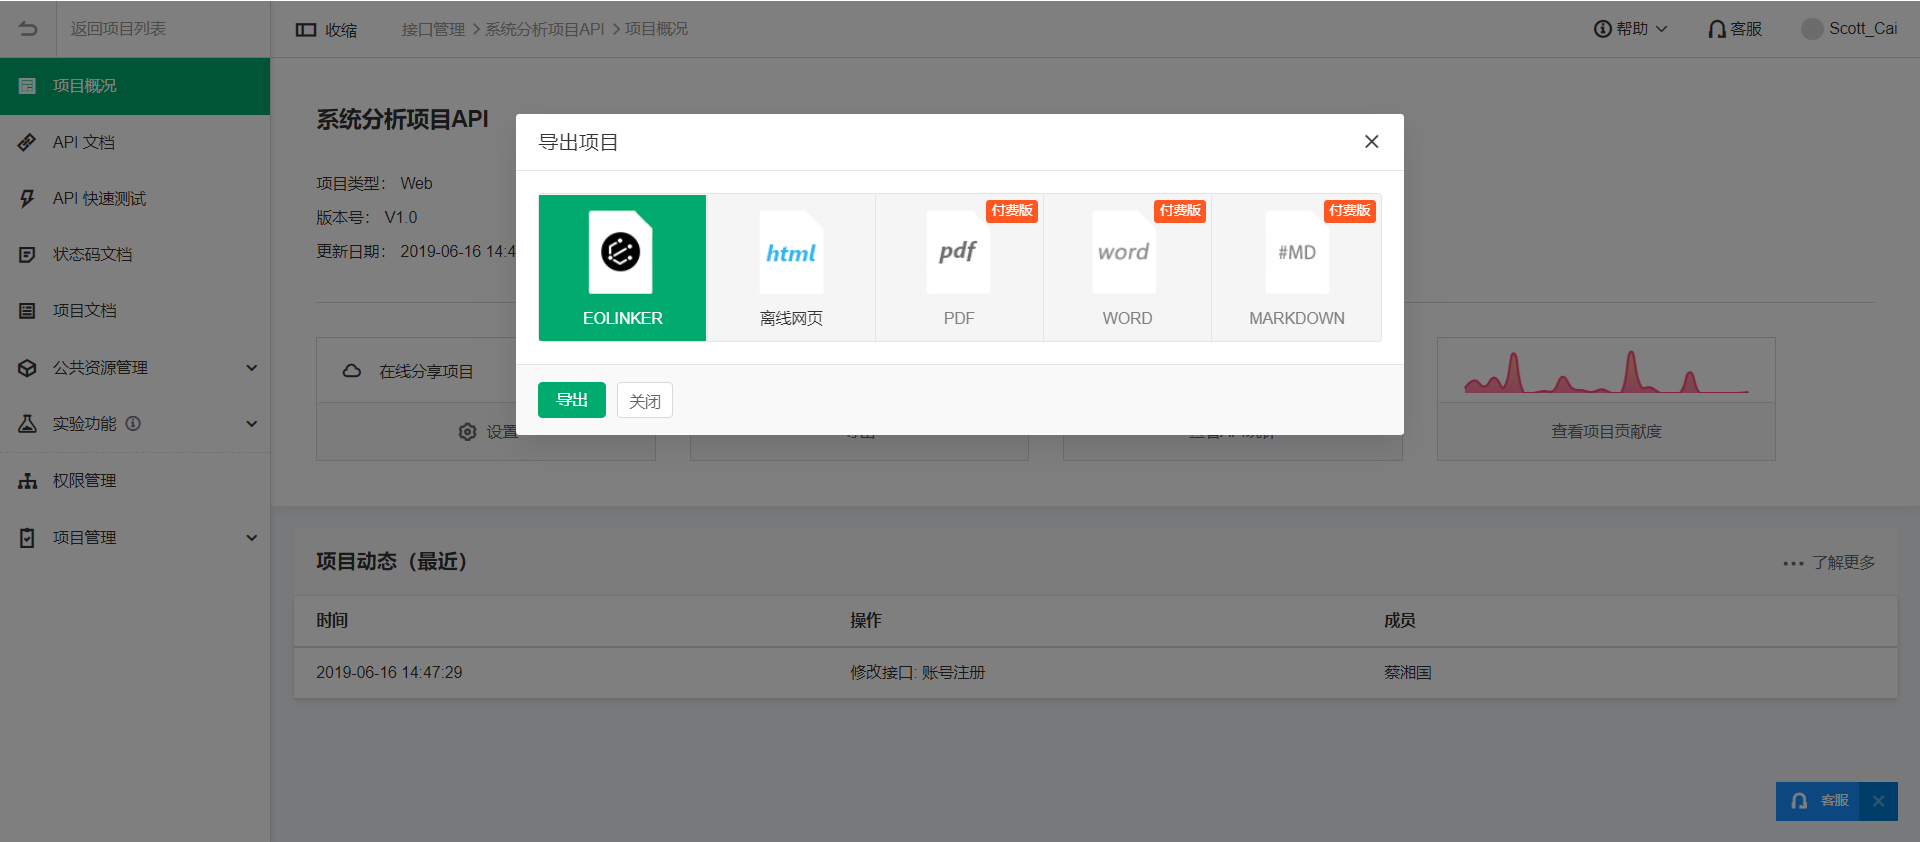 返回项目列表
收缩
接口管理 > 系统分析项目API > 项目概况
帮助
客服
Scott_Cai
项目概况
API 文档
API 快速测试
状态码文档
项目文档
公共资源管理
实验功能
权限管理
项目管理
系统分析项目API
项目类型： Web
版本号： V1.0
更新日期： 2019-06-16 14:4
导出项目
EOLINKER
html
离线网页
付费版
pdf
PDF
付费版
word
WORD
付费版
#MD
MARKDOWN
导出
关闭
在线分享项目
设置
查看项目贡献度
项目动态（最近）
了解更多
时间
操作
成员
2019-06-16 14:47:29
修改接口: 账号注册
蔡湘国
客服